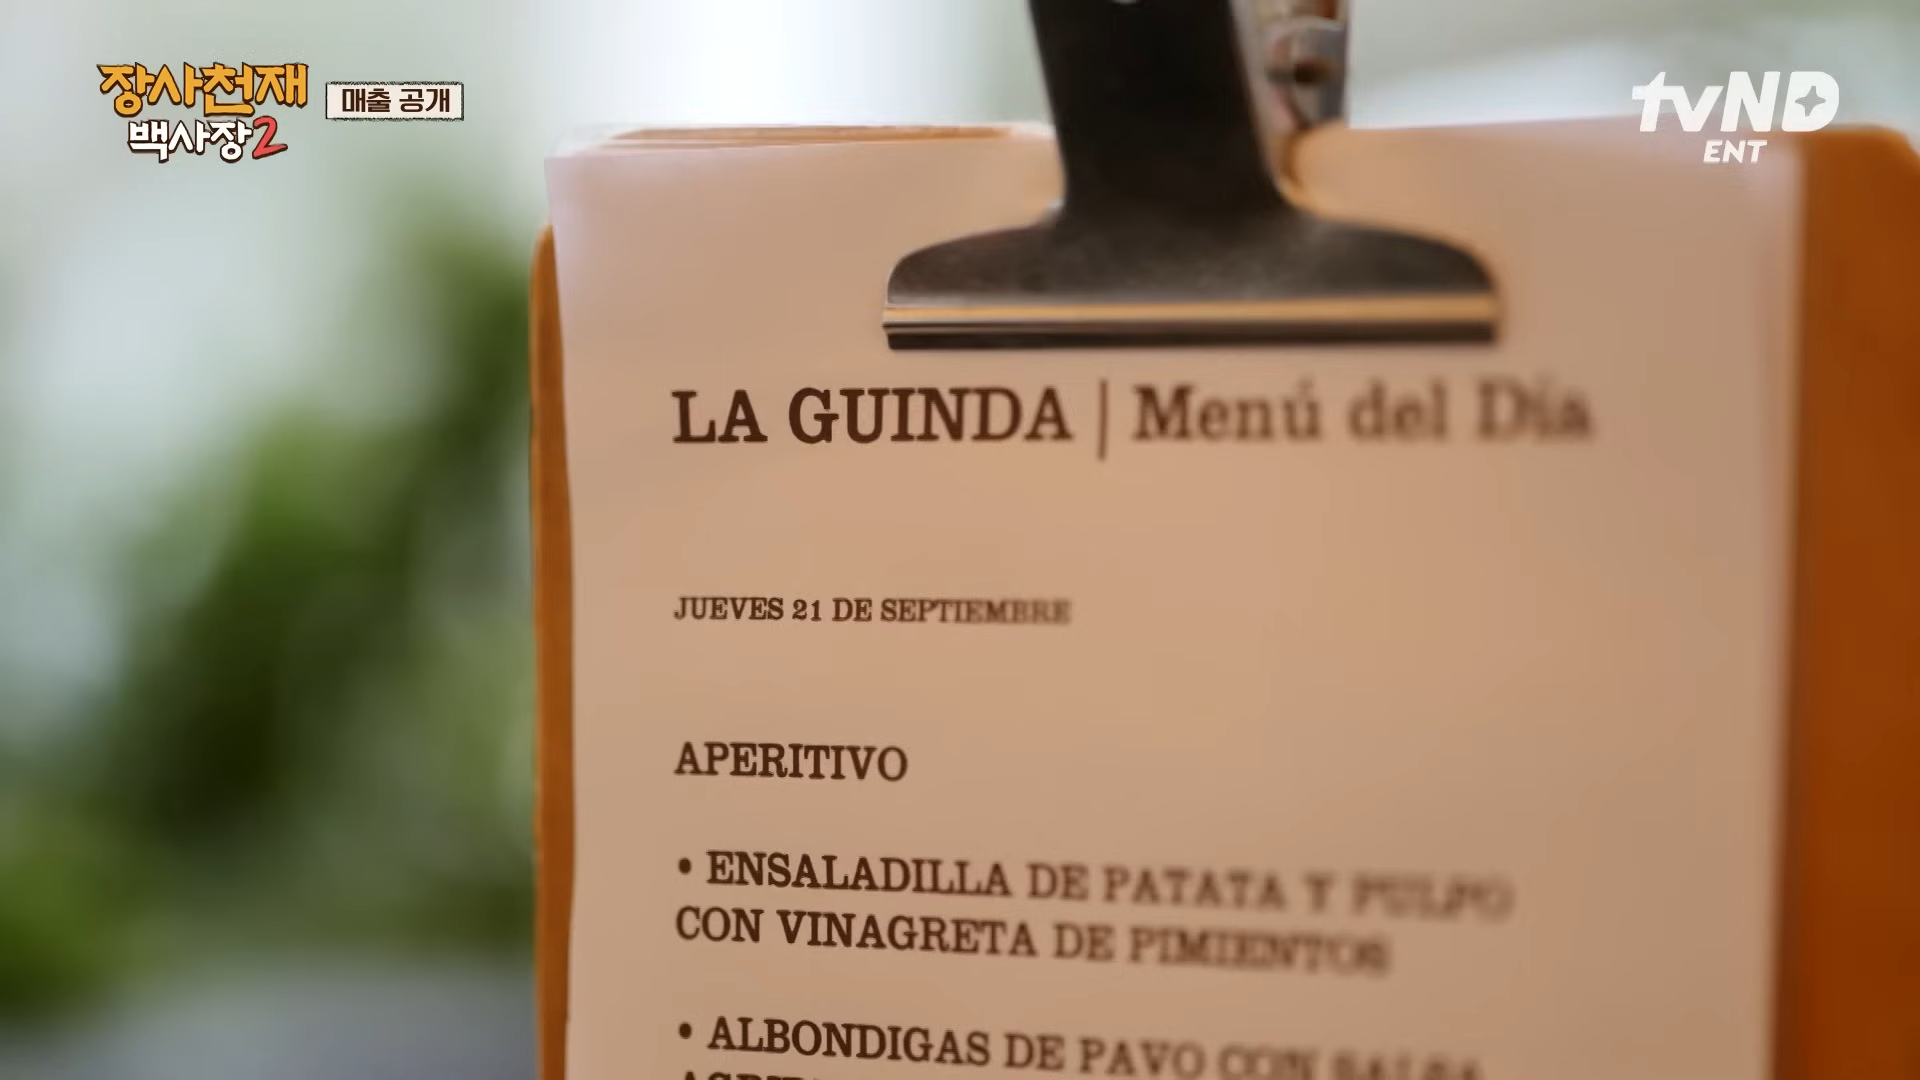 장사천재
백사장2
매출 공개
tvND
ENT
LA GUINDA | Menú del Día
JUEVES 21 DE SEPTIEMBRE
APERITIVO
• ENSALADILLA DE PATATA Y PULPO
CON VINAGRETA DE PIMIENTOS
• ALBONDIGAS DE PAVO CON SALSA